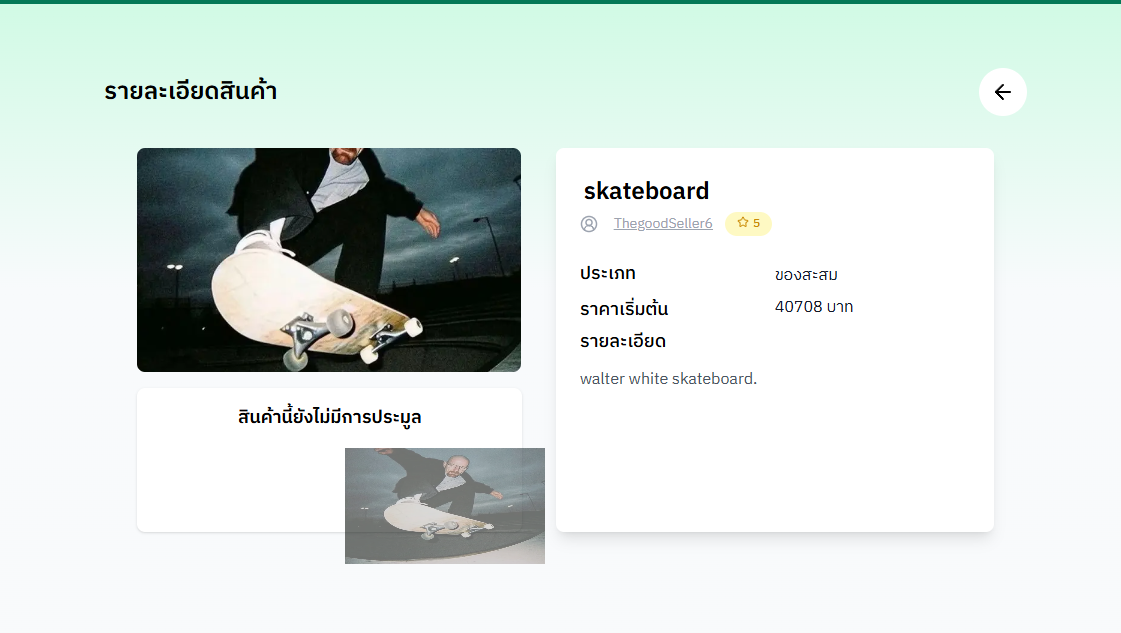 รายละเอียดสินค้า
skateboard
ThegoodSeller6 5
ประเภท ของสะสม
ราคาเริ่มต้น 40708 บาท
รายละเอียด
walter white skateboard.
สินค้านี้ยังไม่มีการประมูล